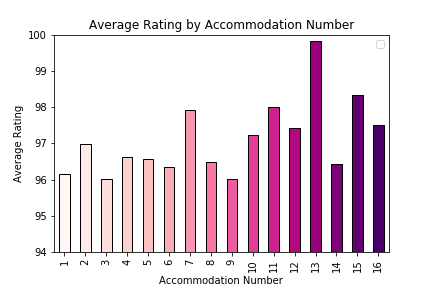 Average Rating by Accommodation Number
Average Rating
100
99
98
97
96
95
94
1 2 3 4 5 6 7 8 9 10 11 12 13 14 15 16
Accommodation Number